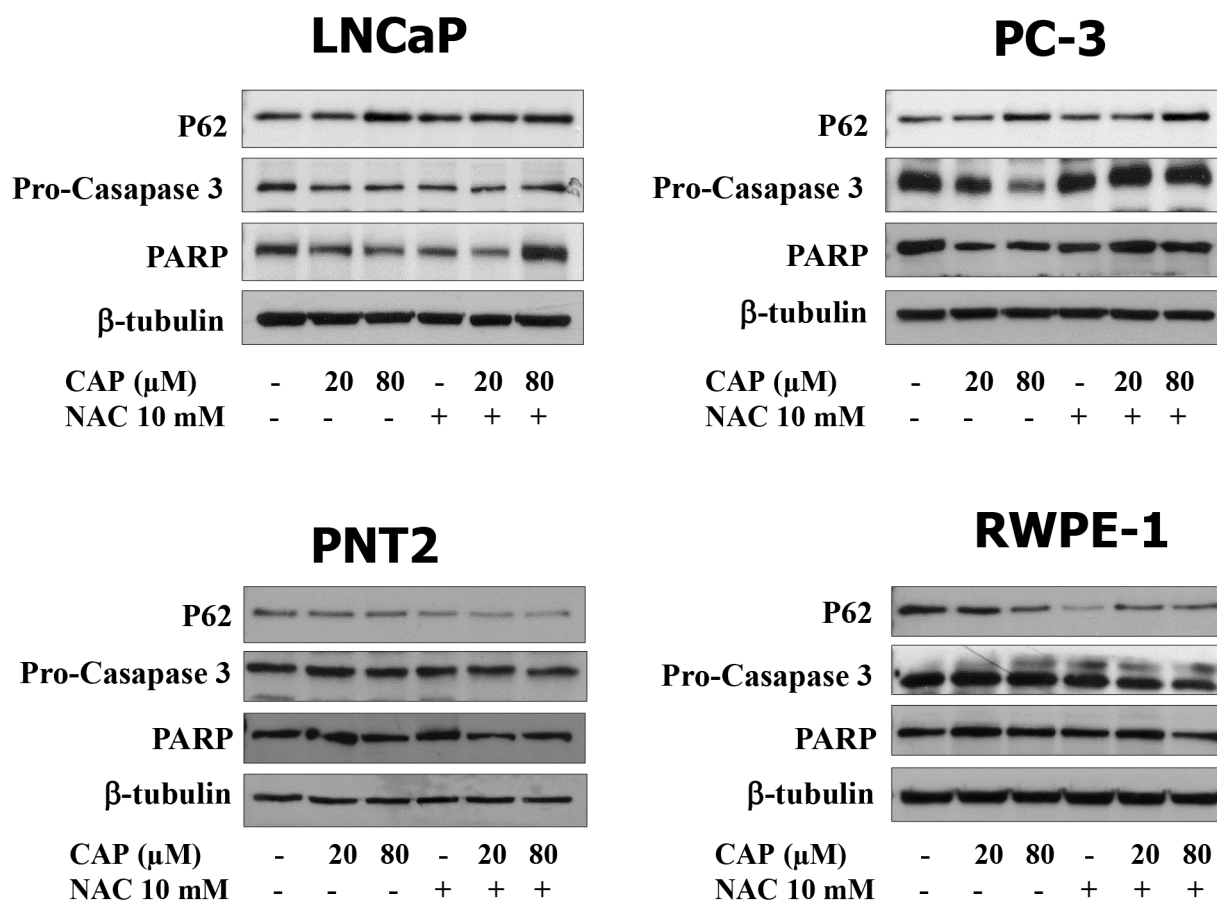 LNCaP
P62
Pro-Casapase 3
PARP
β-tubulin
CAP (μM) - 20 80 - 20 80
NAC 10 mM - - - + + +
PC-3
P62
Pro-Casapase 3
PARP
β-tubulin
CAP (μM) - 20 80 - 20 80
NAC 10 mM - - - + + +
PNT2
P62
Pro-Casapase 3
PARP
β-tubulin
CAP (μM) - 20 80 - 20 80
NAC 10 mM - - - + + +
RWPE-1
P62
Pro-Casapase 3
PARP
β-tubulin
CAP (μM) - 20 80 - 20 80
NAC 10 mM - - - + + +